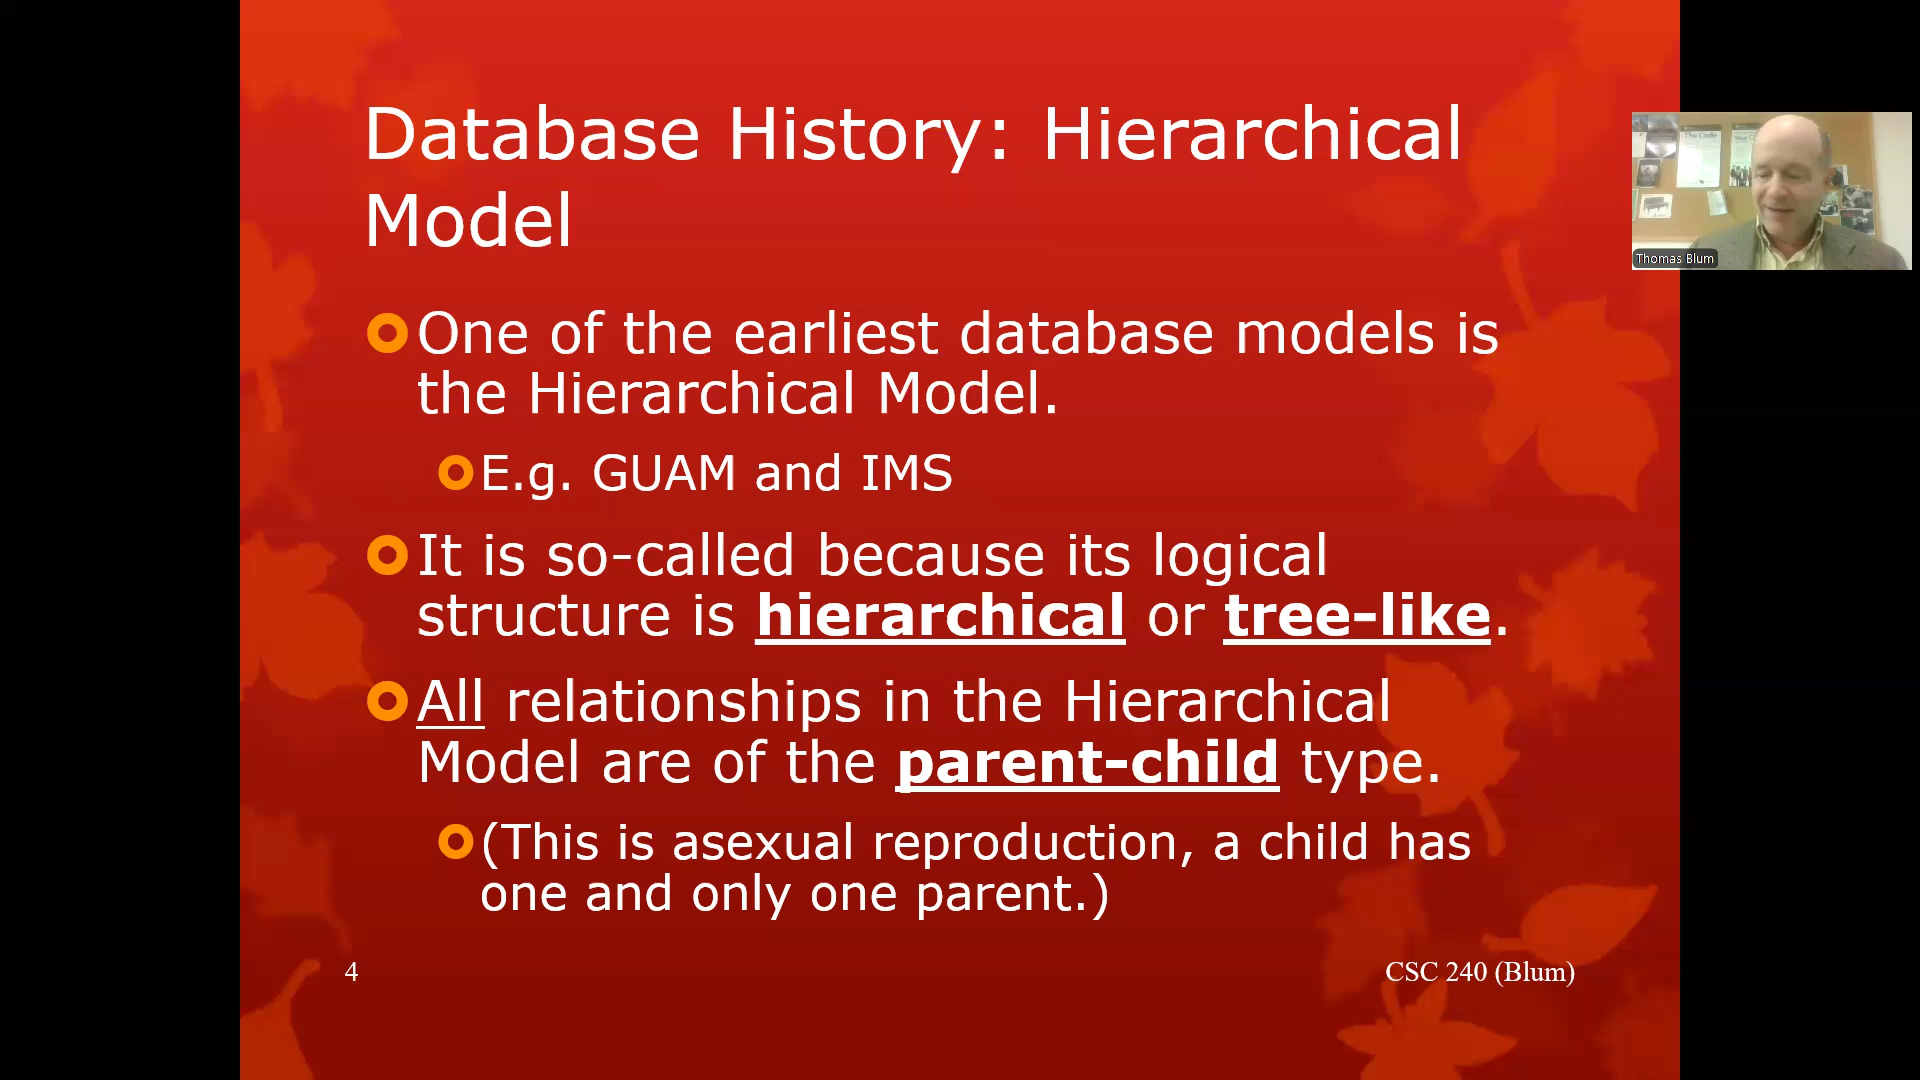 Database History: Hierarchical
Model
One of the earliest database models is
the Hierarchical Model.
E.g. GUAM and IMS
It is so-called because its logical
structure is hierarchical or tree-like.
All relationships in the Hierarchical
Model are of the parent-child type.
(This is asexual reproduction, a child has
one and only one parent.)
4
CSC 240 (Blum)
The Code
Thomas Blum